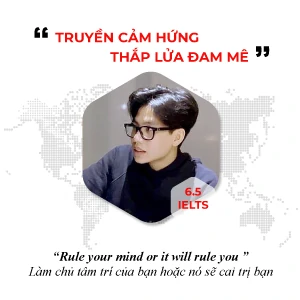 “ TRUYỀN CẢM HỨNG
THẮP LỬA ĐAM MÊ ”
6.5
IELTS
“Rule your mind or it will rule you ”
Làm chủ tâm trí của bạn hoặc nó sẽ cai trị bạn